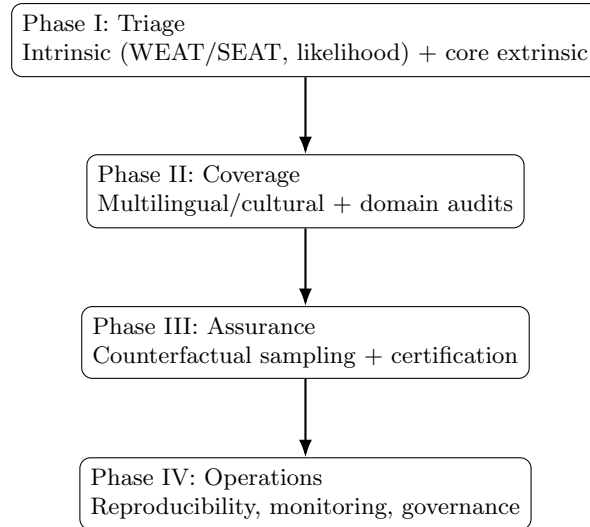 Phase I: Triage
Intrinsic (WEAT/SEAT, likelihood) + core extrinsic
Phase II: Coverage
Multilingual/cultural + domain audits
Phase III: Assurance
Counterfactual sampling + certification
Phase IV: Operations
Reproducibility, monitoring, governance